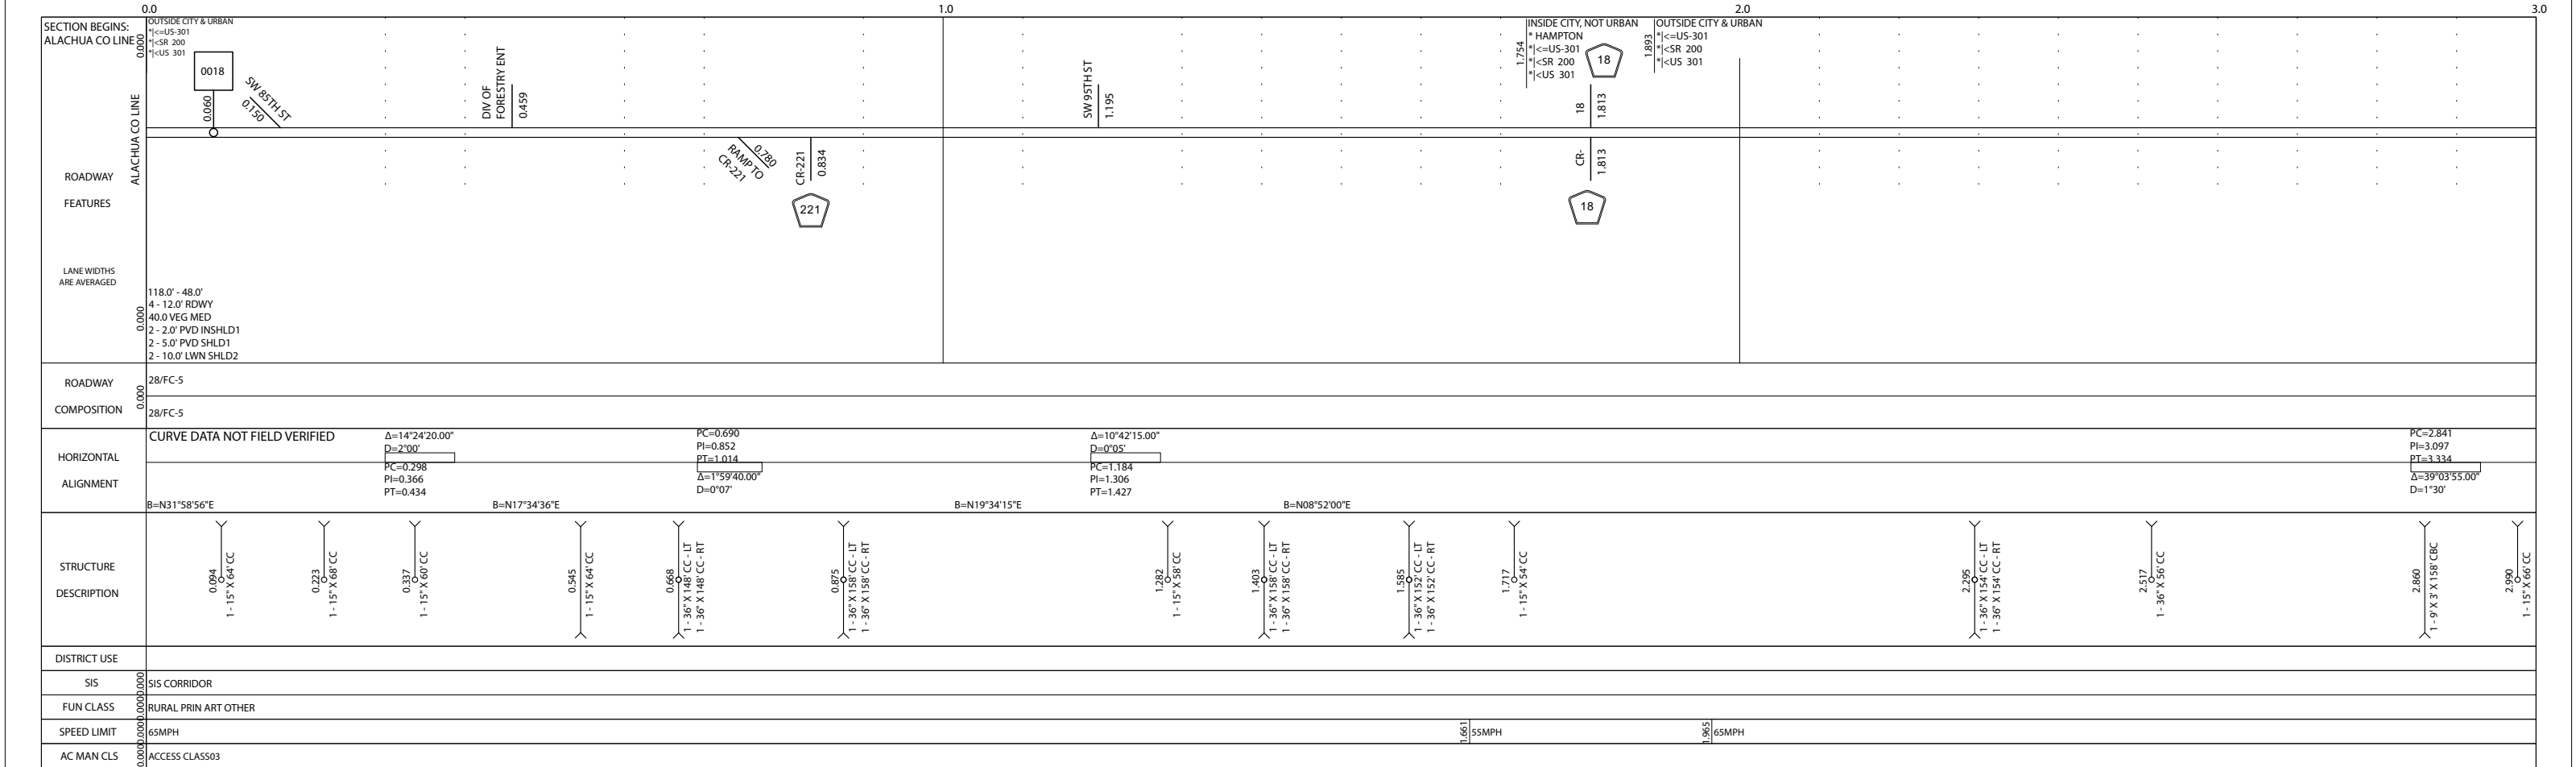 0.0
1.0
2.0
3.0
SECTION BEGINS:
ALACHUA CO LINE
0.000
OUTSIDE CITY & URBAN
*|<=US-301
*|<SR 200
*|<US 301
0018
0.060
SW 85TH ST
0.150
DIV OF
FORESTRY ENT
0.459
SW 95TH ST
1.195
1.754
INSIDE CITY, NOT URBAN
* HAMPTON
*|<=US-301
*|<SR 200
*|<US 301
18
18
1.813
1.893
OUTSIDE CITY & URBAN
*|<=US-301
*|<SR 200
*|<US 301
ALACHUA CO LINE
ROADWAY
FEATURES
0.780
RAMP TO
CR-221
CR-221
0.834
221
CR-
1.813
18
LANE WIDTHS
ARE AVERAGED
0.000
118.0' - 48.0'
4 - 12.0' RDWY
40.0 VEG MED
2 - 2.0' PVD INSHLD1
2 - 5.0' PVD SHLD1
2 - 10.0' LWN SHLD2
ROADWAY
COMPOSITION
0.000
28/FC-5
28/FC-5
HORIZONTAL
ALIGNMENT
CURVE DATA NOT FIELD VERIFIED
Δ=14°24'20.00"
D=2°00'
PC=0.298
PI=0.366
PT=0.434
PC=0.690
PI=0.852
PT=1.014
Δ=1°59'40.00"
D=0°07'
Δ=10°42'15.00"
D=0°05'
PC=1.184
PI=1.306
PT=1.427
PC=2.841
PI=3.097
PT=3.334
Δ=39°03'55.00"
D=1°30'
B=N31°58'56"E
B=N17°34'36"E
B=N19°34'15"E
B=N08°52'00"E
STRUCTURE
DESCRIPTION
0.094
1 - 15" X 64' CC
0.223
1 - 15" X 68' CC
0.337
1 - 15" X 60' CC
0.545
1 - 15" X 64' CC
0.668
1 - 36" X 148' CC - LT
1 - 36" X 148' CC - RT
0.875
1 - 36" X 158' CC - LT
1 - 36" X 158' CC - RT
1.282
1 - 15" X 58' CC
1.403
1 - 36" X 158' CC - LT
1 - 36" X 158' CC - RT
1.585
1 - 36" X 152' CC - LT
1 - 36" X 152' CC - RT
1.717
1 - 15" X 54' CC
2.295
1 - 36" X 154' CC - LT
1 - 36" X 154' CC - RT
2.517
1 - 36" X 56' CC
2.860
1 - 9' X 3' X 158' CBC
2.990
1 - 15" X 66' CC
DISTRICT USE
SIS
0.000
SIS CORRIDOR
FUN CLASS
0.000
RURAL PRIN ART OTHER
SPEED LIMIT
0.000
65MPH
1.661
55MPH
1.965
65MPH
AC MAN CLS
0.000
ACCESS CLASS03